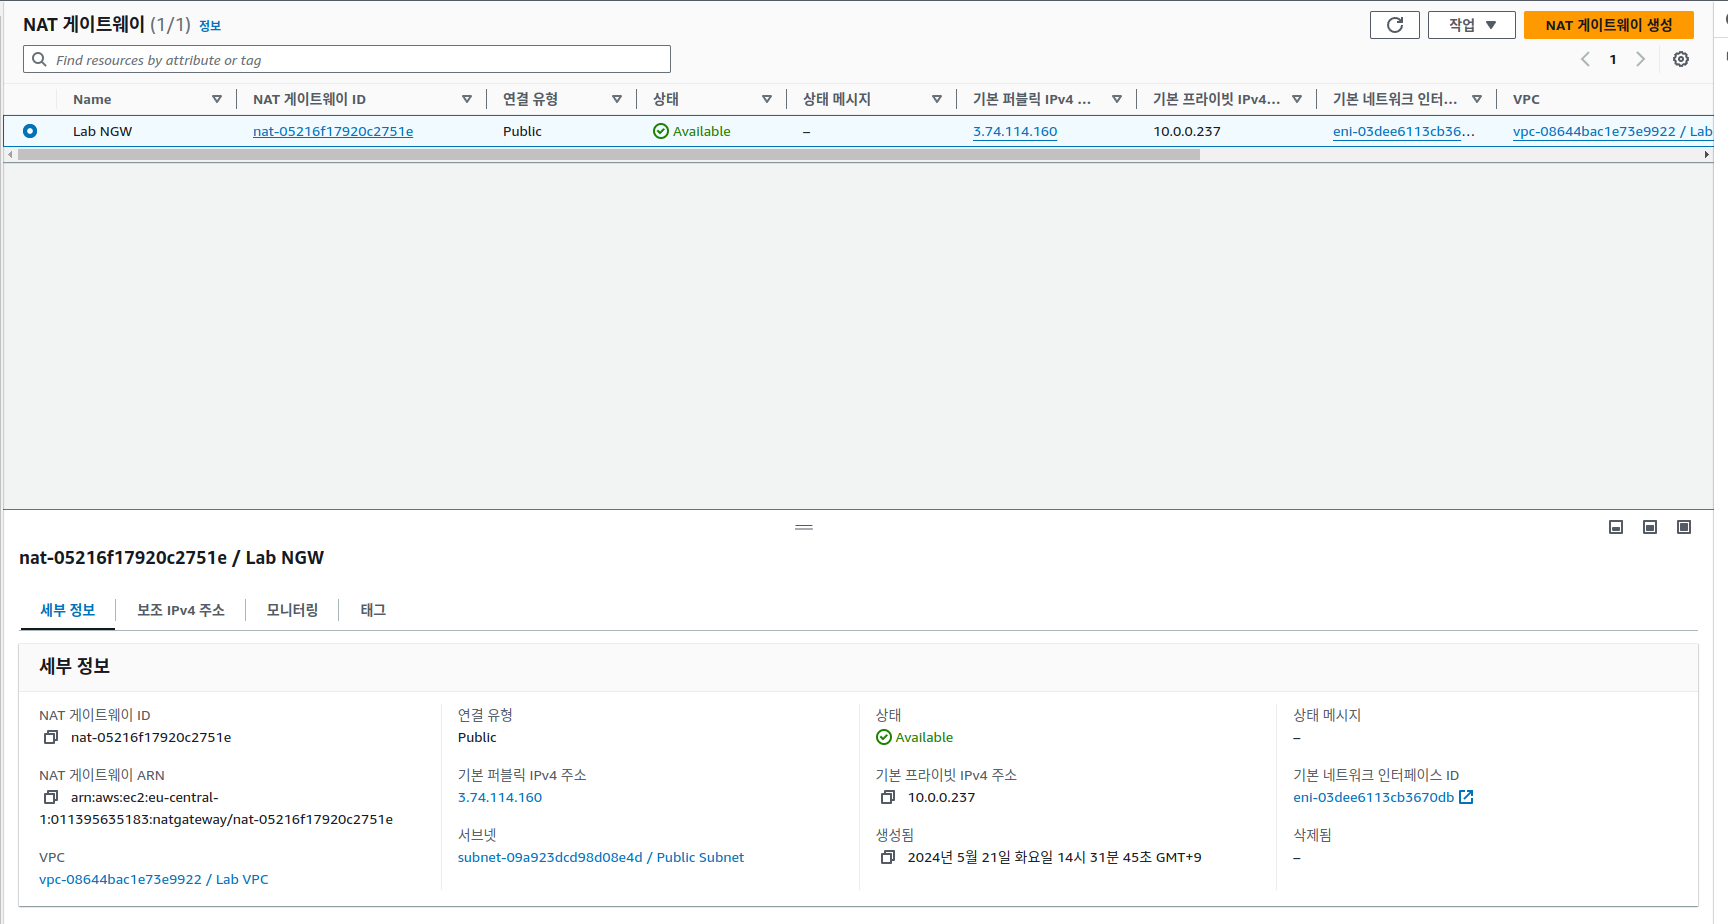 NAT 게이트웨이 (1/1) 정보
작업
NAT 게이트웨이 생성
Find resources by attribute or tag
1
Name NAT 게이트웨이 ID 연결 유형 상태 상태 메시지 기본 퍼블릭 IPv4 ... 기본 프라이빗 IPv4... 기본 네트워크 인터... VPC
Lab NGW nat-05216f17920c2751e Public Available – 3.74.114.160 10.0.0.237 eni-03dee6113cb36... vpc-08644bac1e73e9922 / Lab
nat-05216f17920c2751e / Lab NGW
세부 정보 보조 IPv4 주소 모니터링 태그
세부 정보
NAT 게이트웨이 ID
nat-05216f17920c2751e
NAT 게이트웨이 ARN
arn:aws:ec2:eu-central-
1:011395635183:natgateway/nat-05216f17920c2751e
VPC
vpc-08644bac1e73e9922 / Lab VPC
연결 유형
Public
기본 퍼블릭 IPv4 주소
3.74.114.160
서브넷
subnet-09a923dcd98d08e4d / Public Subnet
상태
Available
기본 프라이빗 IPv4 주소
10.0.0.237
생성됨
2024년 5월 21일 화요일 14시 31분 45초 GMT+9
상태 메시지
–
기본 네트워크 인터페이스 ID
eni-03dee6113cb3670db
삭제됨
–